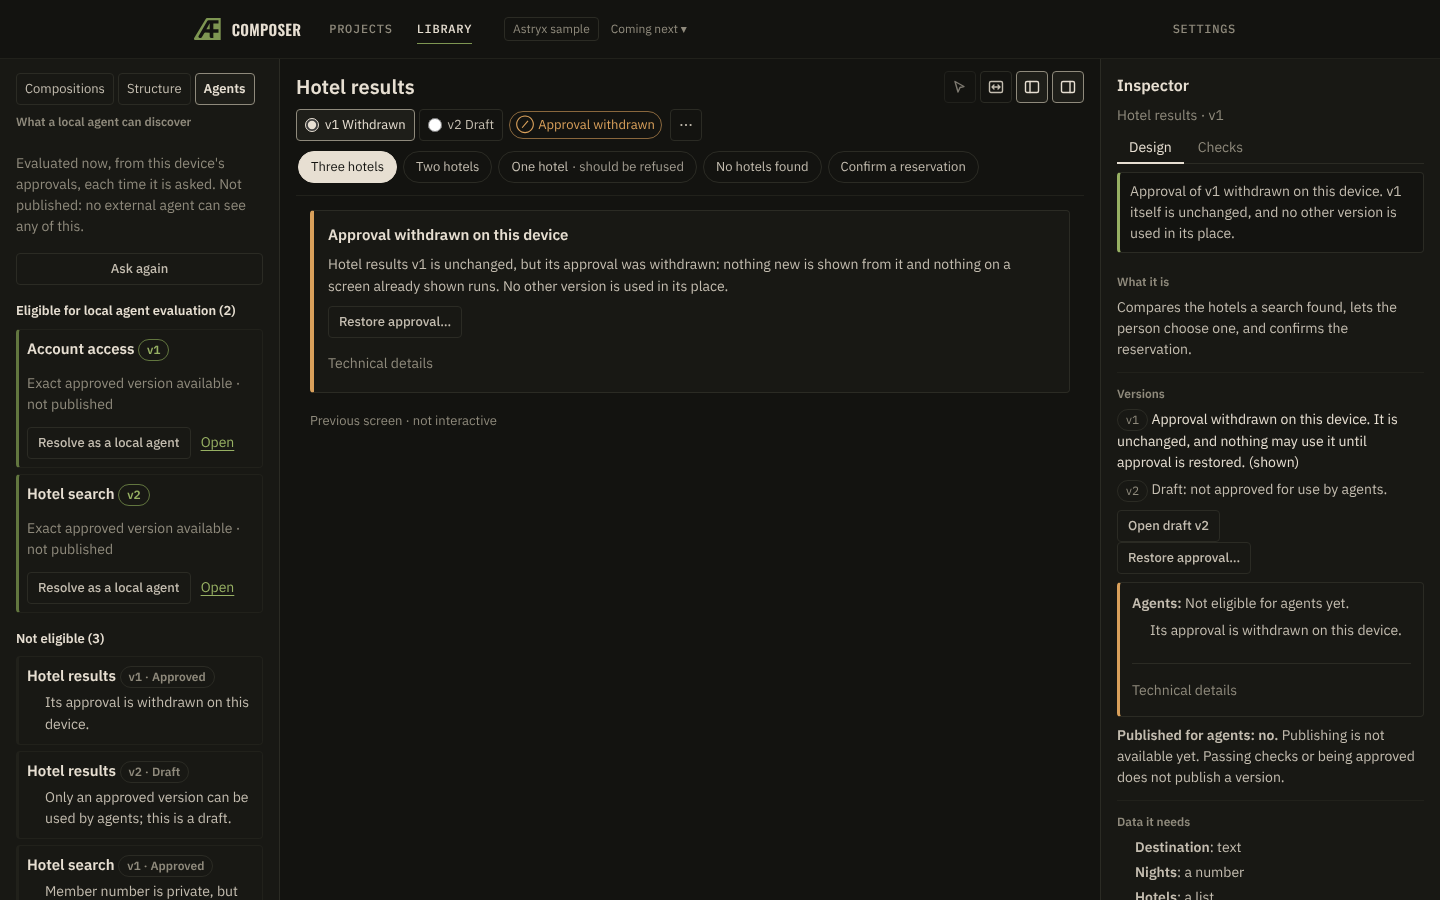 COMPOSER
PROJECTS
LIBRARY
Astryx sample
Coming next ▾
SETTINGS
Compositions
Structure
Agents
What a local agent can discover
Evaluated now, from this device's
approvals, each time it is asked. Not
published: no external agent can see
any of this.
Ask again
Eligible for local agent evaluation (2)
Account access v1
Exact approved version available ·
not published
Resolve as a local agent
Open
Hotel search v2
Exact approved version available ·
not published
Resolve as a local agent
Open
Not eligible (3)
Hotel results v1 · Approved
Its approval is withdrawn on this
device.
Hotel results v2 · Draft
Only an approved version can be
used by agents; this is a draft.
Hotel search v1 · Approved
Member number is private, but
Hotel results
v1 Withdrawn
v2 Draft
Approval withdrawn
···
Three hotels
Two hotels
One hotel · should be refused
No hotels found
Confirm a reservation
Approval withdrawn on this device
Hotel results v1 is unchanged, but its approval was withdrawn: nothing new is shown from it and nothing on a
screen already shown runs. No other version is used in its place.
Restore approval...
Technical details
Previous screen · not interactive
Inspector
Hotel results · v1
Design
Checks
Approval of v1 withdrawn on this device. v1
itself is unchanged, and no other version is
used in its place.
What it is
Compares the hotels a search found, lets the
person choose one, and confirms the
reservation.
Versions
v1 Approval withdrawn on this device. It is
unchanged, and nothing may use it until
approval is restored. (shown)
v2 Draft: not approved for use by agents.
Open draft v2
Restore approval...
Agents: Not eligible for agents yet.
Its approval is withdrawn on this device.
Technical details
Published for agents: no. Publishing is not
available yet. Passing checks or being approved
does not publish a version.
Data it needs
Destination: text
Nights: a number
Hotels: a list